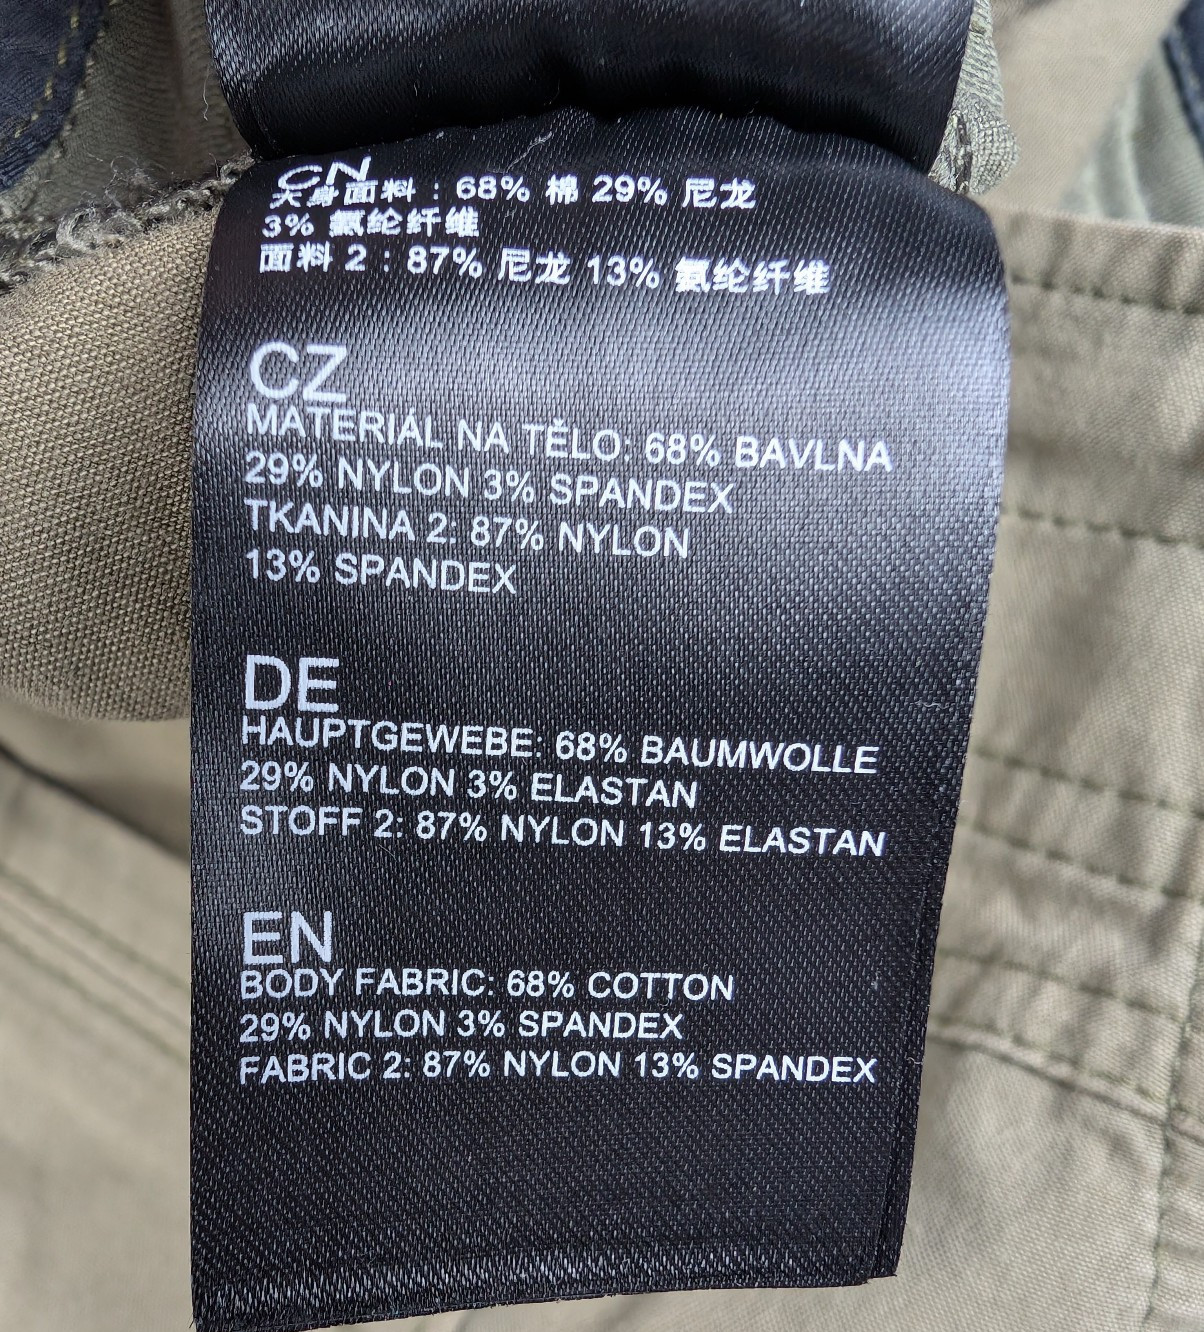 CN
大身面料：68% 棉 29% 尼龙
3% 氨纶纤维
面料 2：87% 尼龙 13% 氨纶纤维
CZ
MATERIÁL NA TĚLO: 68% BAVLNA
29% NYLON 3% SPANDEX
TKANINA 2: 87% NYLON
13% SPANDEX
DE
HAUPTGEWEBE: 68% BAUMWOLLE
29% NYLON 3% ELASTAN
STOFF 2: 87% NYLON 13% ELASTAN
EN
BODY FABRIC: 68% COTTON
29% NYLON 3% SPANDEX
FABRIC 2: 87% NYLON 13% SPANDEX